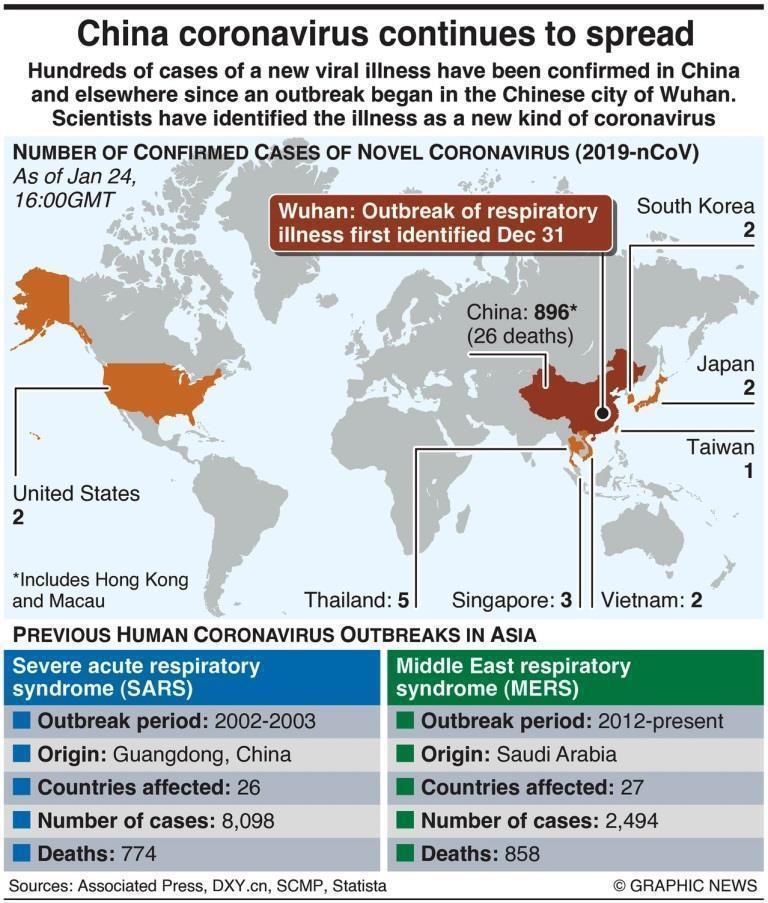 China coronavirus continues to spread
Hundreds of cases of a new viral illness have been confirmed in China
and elsewhere since an outbreak began in the Chinese city of Wuhan.
Scientists have identified the illness as a new kind of coronavirus
NUMBER OF CONFIRMED CASES OF NOVEL CORONAVIRUS (2019-nCoV)
As of Jan 24,
16:00GMT
Wuhan: Outbreak of respiratory
illness first identified Dec 31
South Korea
2
China: 896*
(26 deaths)
Japan
2
Taiwan
1
United States
2
*Includes Hong Kong
and Macau
Thailand: 5
Singapore: 3
Vietnam: 2
PREVIOUS HUMAN CORONAVIRUS OUTBREAKS IN ASIA
Severe acute respiratory
syndrome (SARS)
Outbreak period: 2002-2003
Origin: Guangdong, China
Countries affected: 26
Number of cases: 8,098
Deaths: 774
Middle East respiratory
syndrome (MERS)
Outbreak period: 2012-present
Origin: Saudi Arabia
Countries affected: 27
Number of cases: 2,494
Deaths: 858
Sources: Associated Press, DXY.cn, SCMP, Statista
© GRAPHIC NEWS